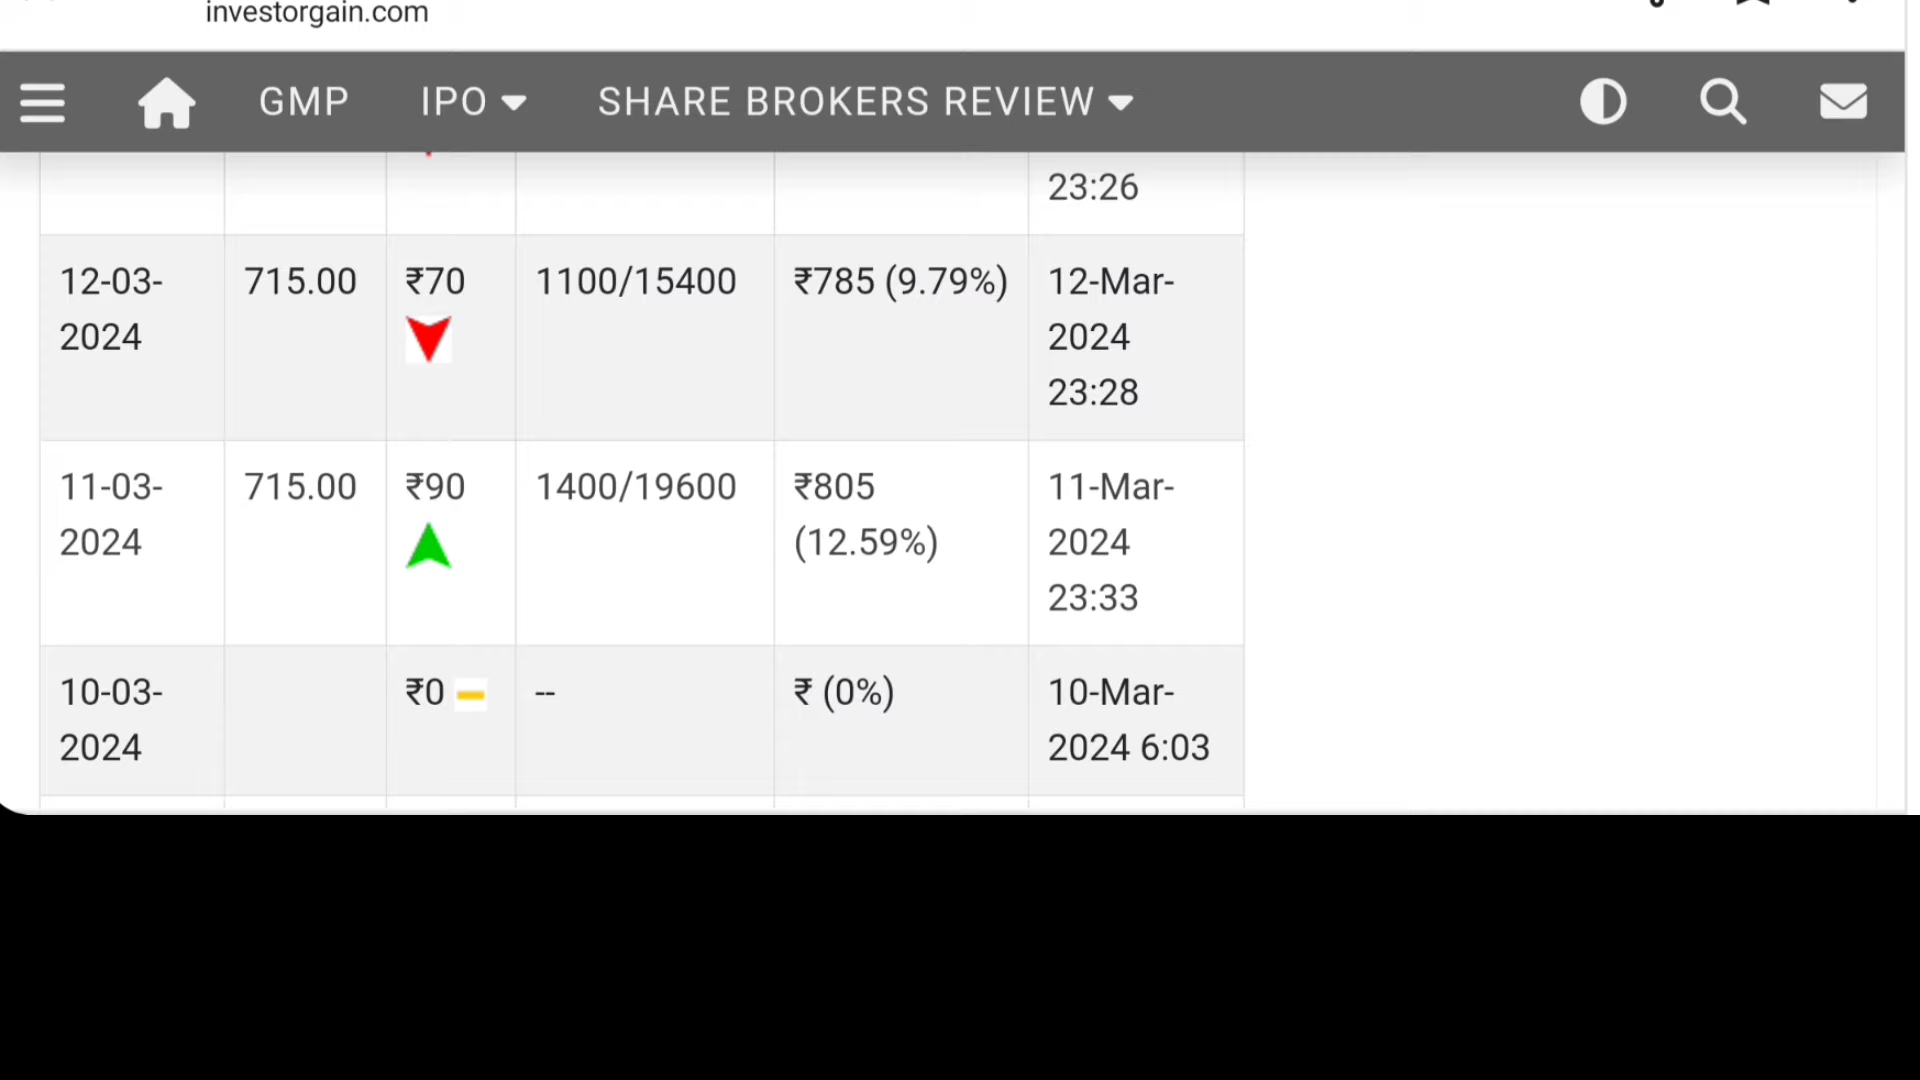 investorgain.com
GMP IPO SHARE BROKERS REVIEW
23:26
12-03-2024 715.00 ₹70 1100/15400 ₹785 (9.79%) 12-Mar-2024 23:28
11-03-2024 715.00 ₹90 1400/19600 ₹805 (12.59%) 11-Mar-2024 23:33
10-03-2024 ₹0 -- ₹ (0%) 10-Mar-2024 6:03